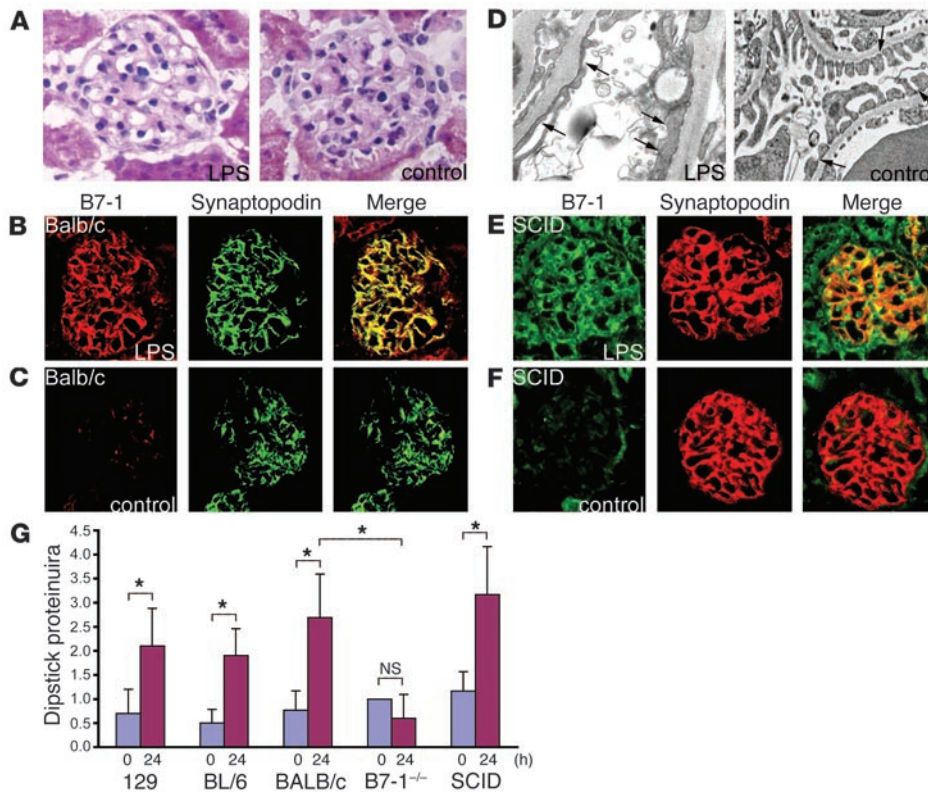 A
LPS
control
D
LPS
control
B7-1 Synaptopodin Merge
B
Balb/c
LPS
C
Balb/c
control
B7-1 Synaptopodin Merge
E
SCID
LPS
F
SCID
control
G
Dipstick proteinuira
4.5
4.0
3.5
3.0
2.5
2.0
1.5
1.0
0.5
0.0
* * * * NS *
0 24 0 24 0 24 0 24 0 24 (h)
129 BL/6 BALB/c B7-1−/− SCID